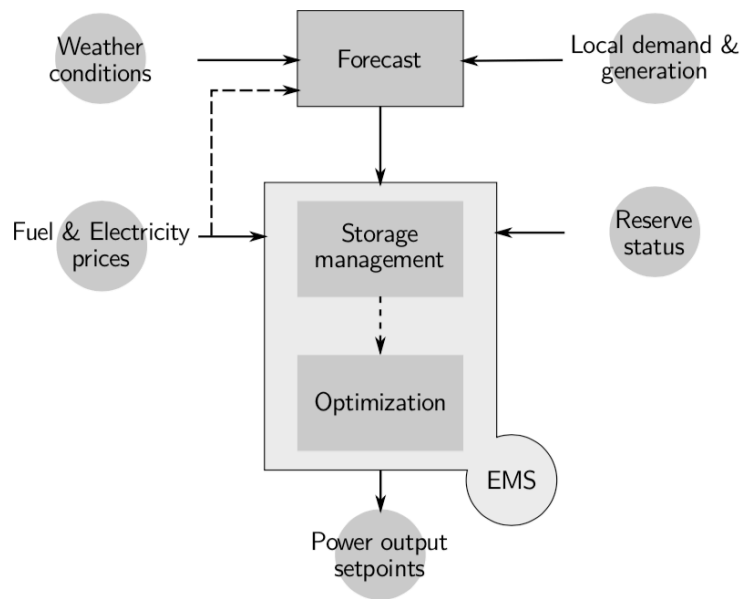 Weather
conditions
Forecast
Local demand &
generation
Fuel & Electricity
prices
Storage
management
Reserve
status
Optimization
EMS
Power output
setpoints